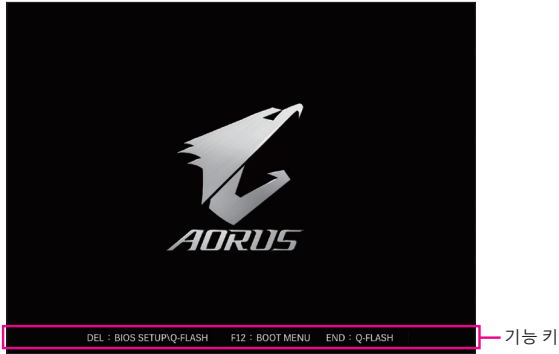 AORUS
DEL : BIOS SETUP\Q-FLASH F12 : BOOT MENU END : Q-FLASH
기능 키